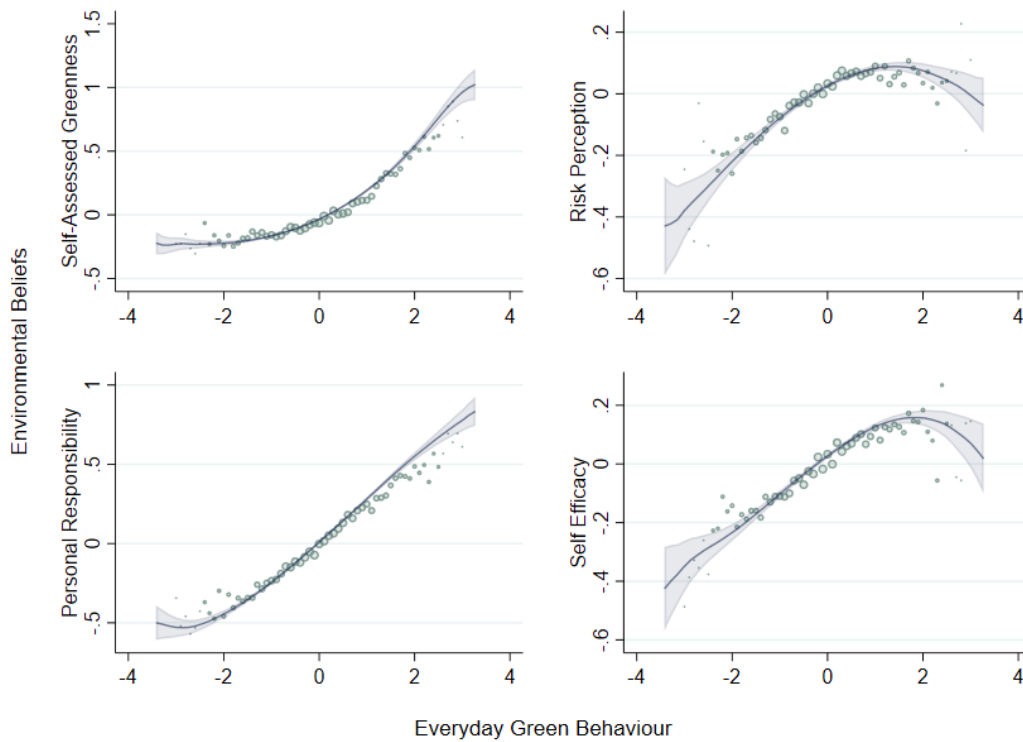 Environmental Beliefs
Self-Assessed Greenness
1.5
1
.5
0
-.5
-4 -2 0 2 4
Risk Perception
.2
0
-.2
-.4
-.6
-4 -2 0 2 4
Personal Responsibility
1
.5
0
-.5
-4 -2 0 2 4
Self Efficacy
.2
0
-.2
-.4
-.6
-4 -2 0 2 4
Everyday Green Behaviour